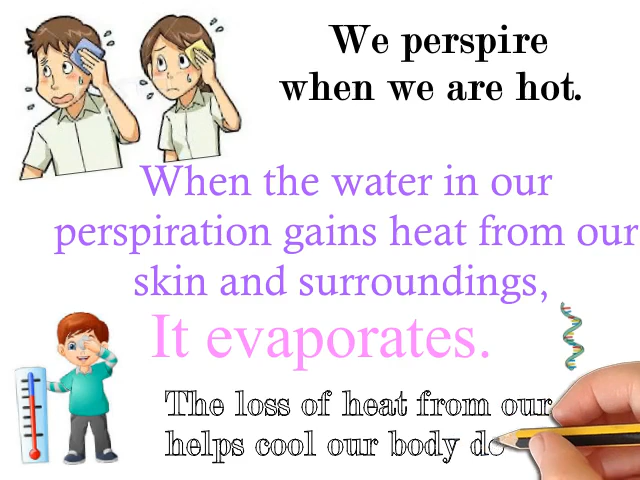 We perspire
when we are hot.
When the water in our
perspiration gains heat from our
skin and surroundings,
It evaporates.
The loss of heat from our
helps cool our body do